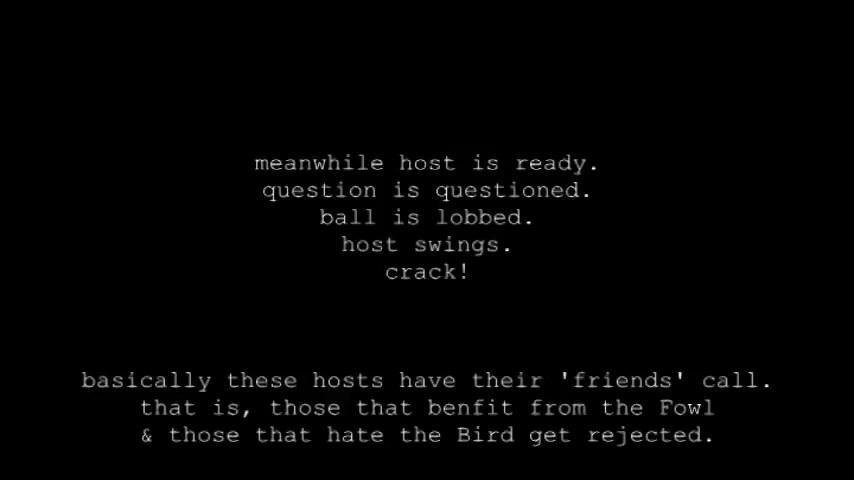 meanwhile host is ready.
question is questioned.
ball is lobbed.
host swings.
crack!
basically these hosts have their 'friends' call.
that is, those that benfit from the Fowl
& those that hate the Bird get rejected.